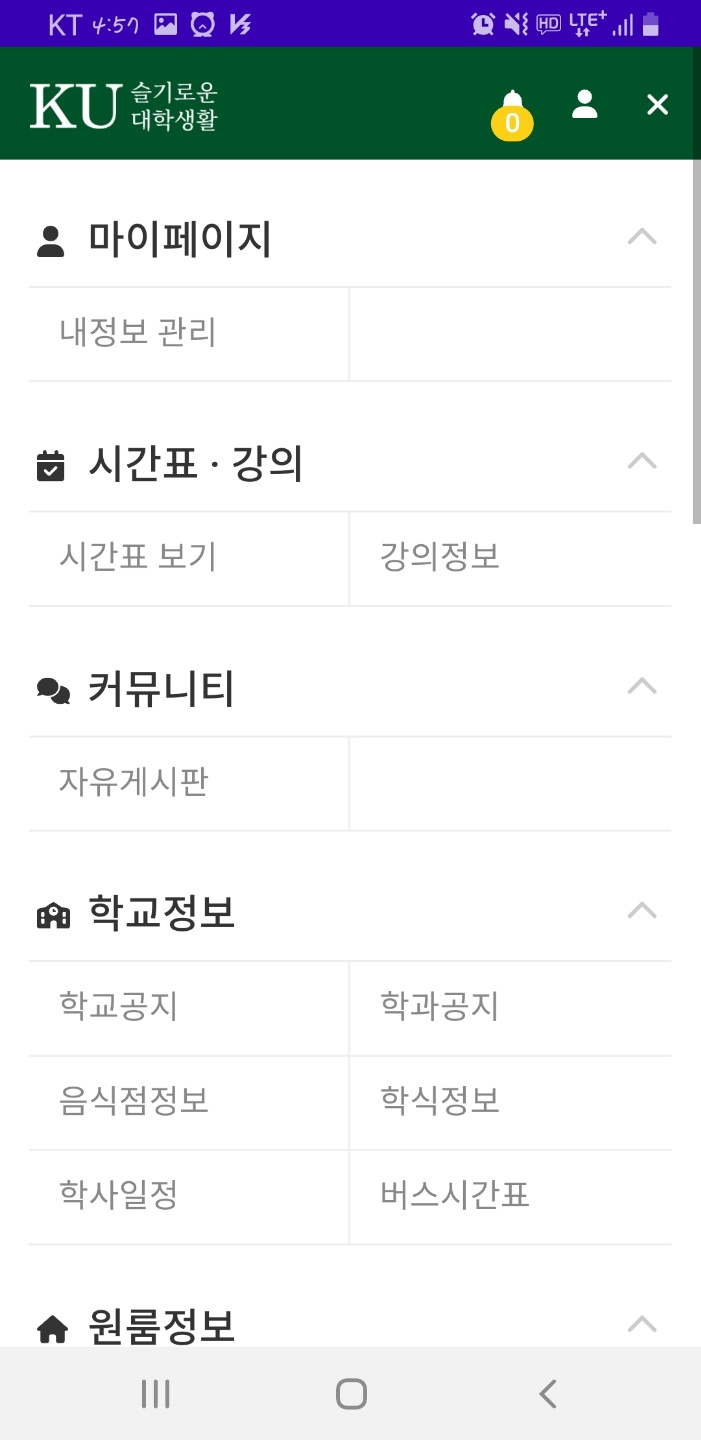 KT 4:57 HD LTE+
KU 슬기로운
대학생활
0
마이페이지
내정보 관리
시간표 · 강의
시간표 보기 강의정보
커뮤니티
자유게시판
학교정보
학교공지 학과공지
음식점정보 학식정보
학사일정 버스시간표
원룸정보